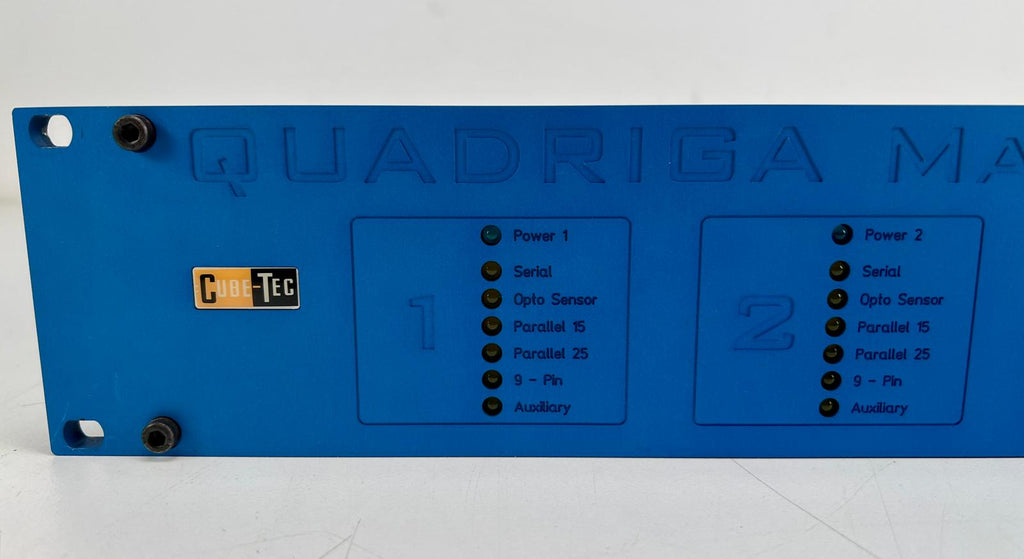 QUADRIGA MA
CUBE-TEC
1
Power 1
Serial
Opto Sensor
Parallel 15
Parallel 25
9 - Pin
Auxiliary
2
Power 2
Serial
Opto Sensor
Parallel 15
Parallel 25
9 - Pin
Auxiliary